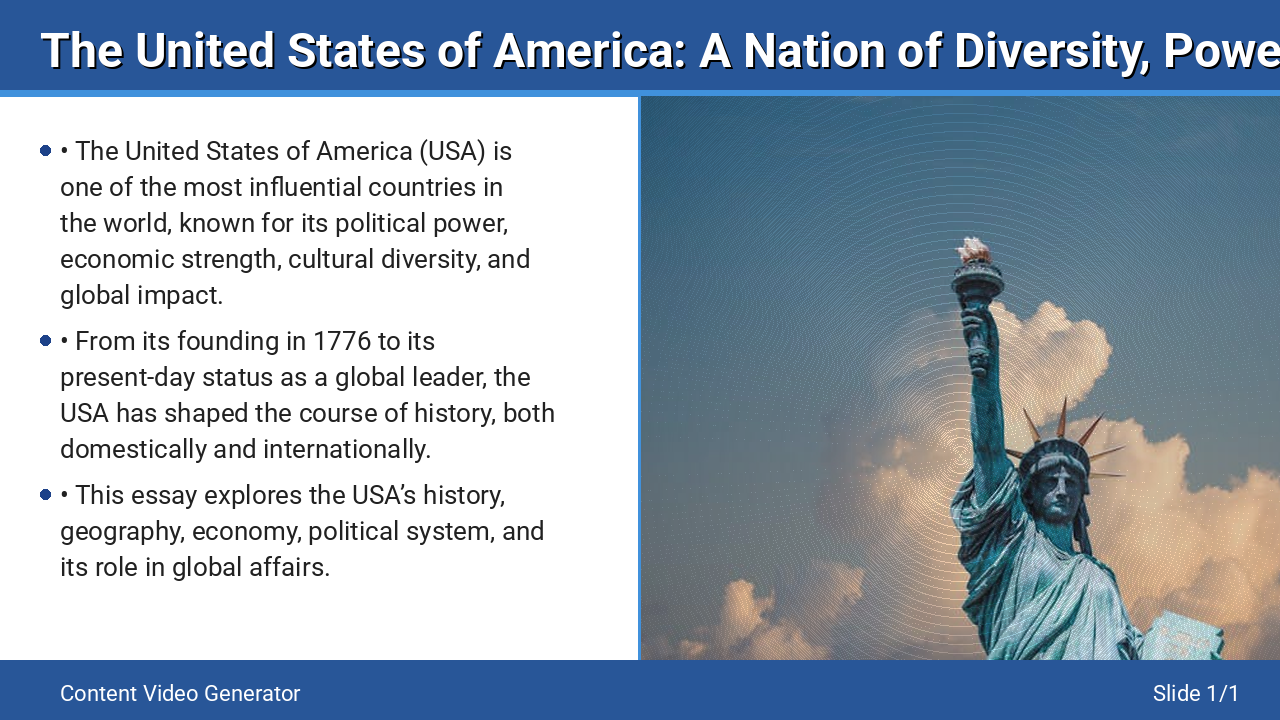 The United States of America: A Nation of Diversity, Powe
• The United States of America (USA) is
one of the most influential countries in
the world, known for its political power,
economic strength, cultural diversity, and
global impact.
• From its founding in 1776 to its
present-day status as a global leader, the
USA has shaped the course of history, both
domestically and internationally.
• This essay explores the USA’s history,
geography, economy, political system, and
its role in global affairs.
Content Video Generator
Slide 1/1